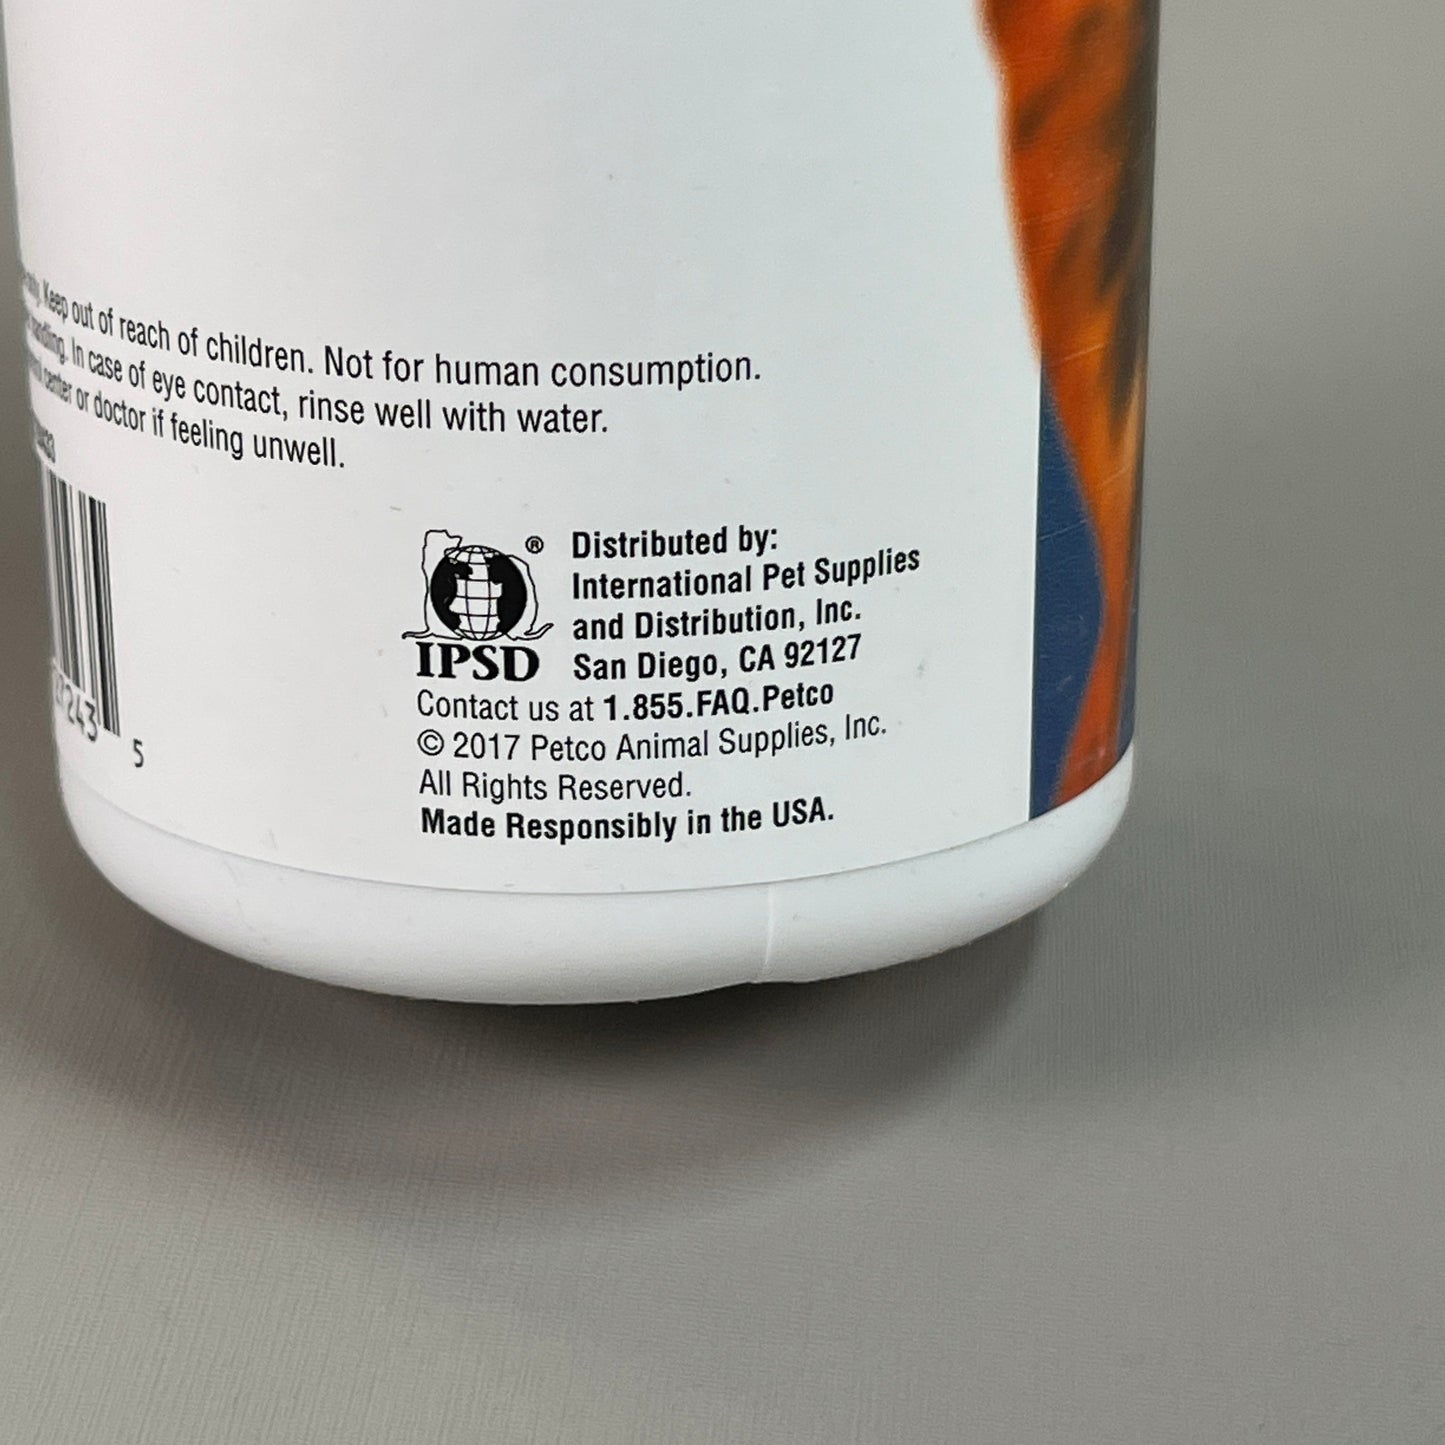 Keep out of reach of children. Not for human consumption.
handling. In case of eye contact, rinse well with water.
center or doctor if feeling unwell.
243 5
®
IPSD
Distributed by:
International Pet Supplies
and Distribution, Inc.
San Diego, CA 92127
Contact us at 1.855.FAQ.Petco
© 2017 Petco Animal Supplies, Inc.
All Rights Reserved.
Made Responsibly in the USA.